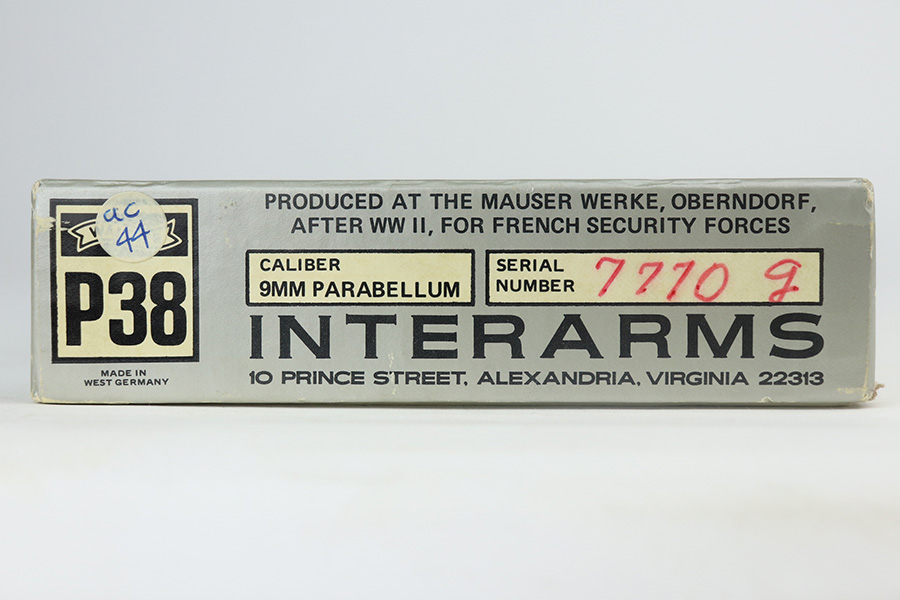 ac
44
P38
MADE IN
WEST GERMANY
PRODUCED AT THE MAUSER WERKE, OBERNDORF,
AFTER WW II, FOR FRENCH SECURITY FORCES
CALIBER
9MM PARABELLUM
SERIAL
NUMBER
7770 g
INTERARMS
10 PRINCE STREET, ALEXANDRIA, VIRGINIA 22313